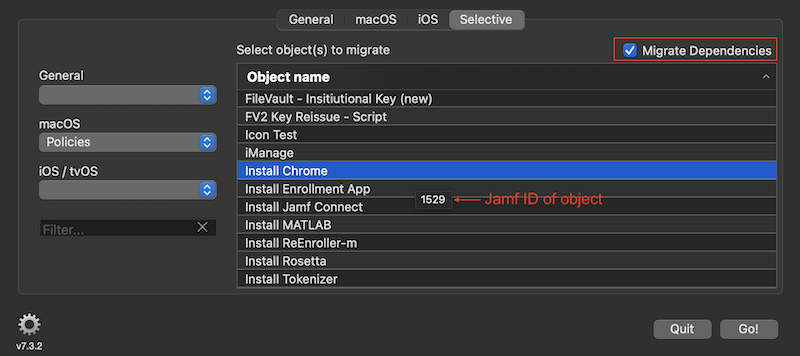 General macOS iOS Selective
Select object(s) to migrate
Migrate Dependencies
General
macOS
Policies
iOS / tvOS
Filter...
Object name
FileVault - Insitiutional Key (new)
FV2 Key Reissue - Script
Icon Test
iManage
Install Chrome
Install Enrollment App
Install Jamf Connect
1529
Jamf ID of object
Install MATLAB
Install ReEnroller-m
Install Rosetta
Install Tokenizer
v7.3.2
Quit
Go!